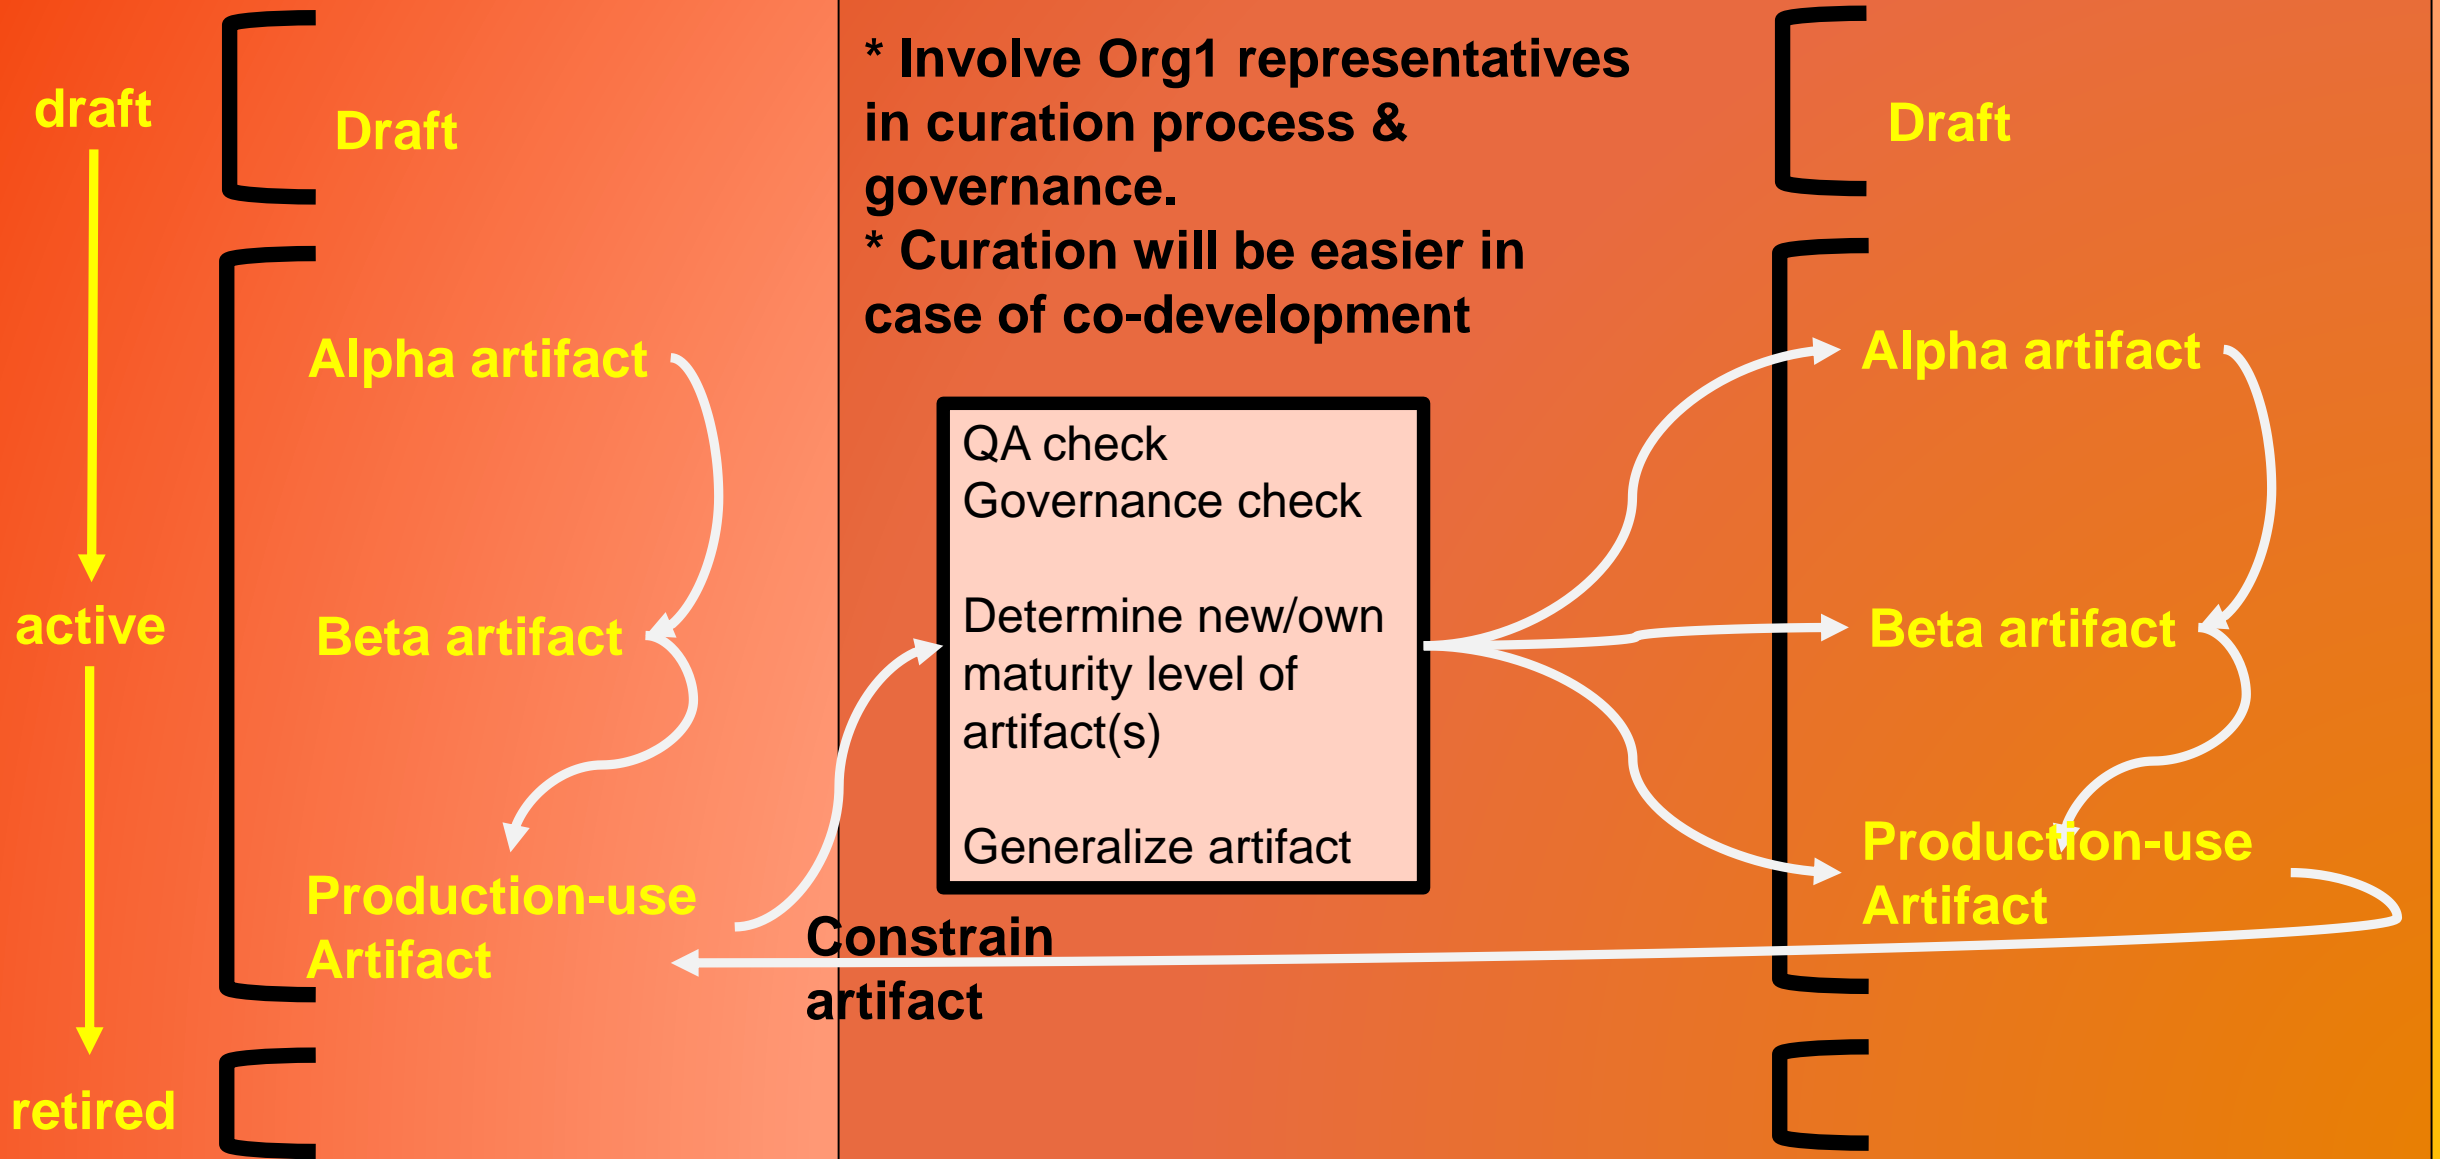 draft
active
retired
Draft
Alpha artifact
Beta artifact
Production-use
Artifact
* Involve Org1 representatives
in curation process &
governance.
* Curation will be easier in
case of co-development
QA check
Governance check
Determine new/own
maturity level of
artifact(s)
Generalize artifact
Constrain
artifact
Draft
Alpha artifact
Beta artifact
Production-use
Artifact